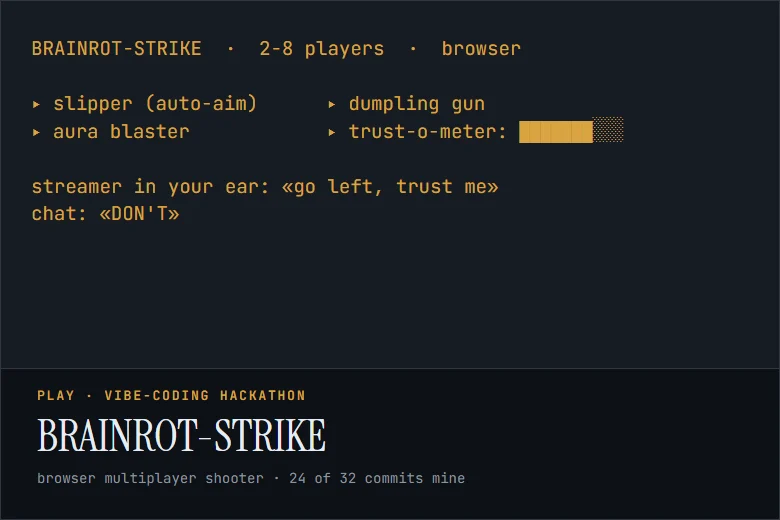 BRAINROT-STRIKE · 2-8 players · browser
▸ slipper (auto-aim) ▸ dumpling gun
▸ aura blaster ▸ trust-o-meter: ███████░░░
streamer in your ear: «go left, trust me»
chat: «DON'T»
PLAY · VIBE-CODING HACKATHON
BRAINROT-STRIKE
browser multiplayer shooter · 24 of 32 commits mine